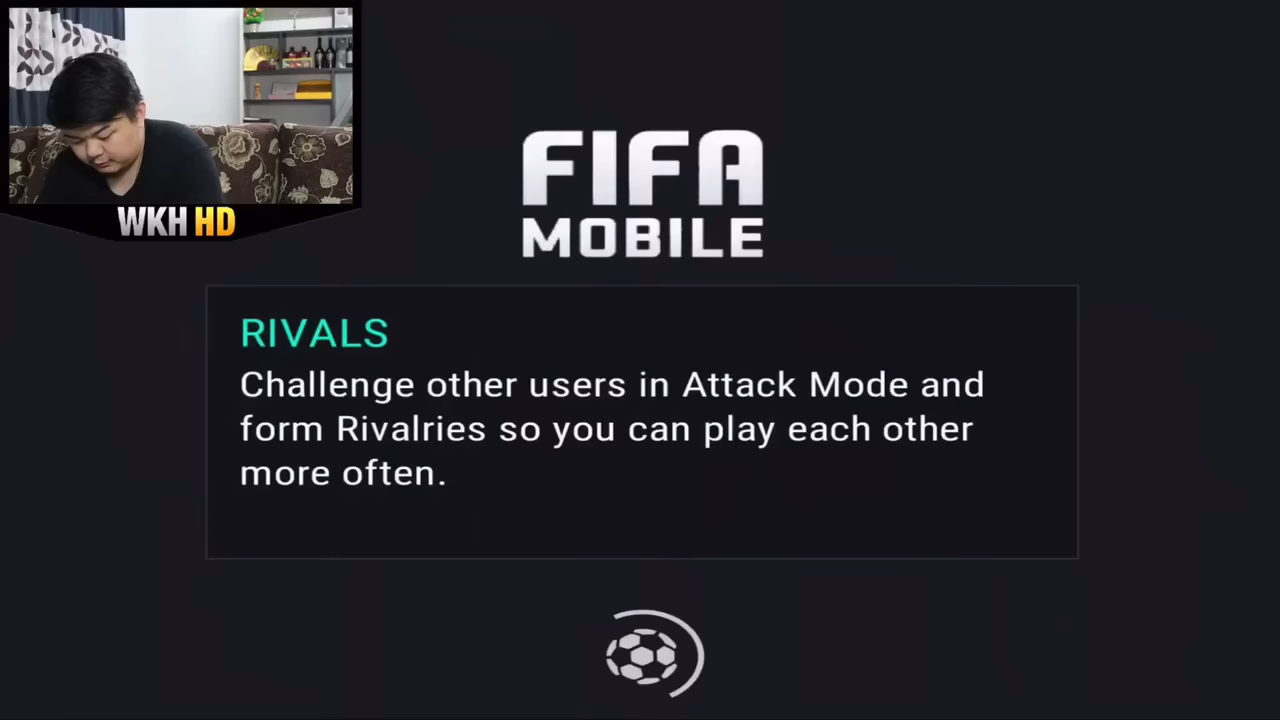 WKH HD
FIFA
MOBILE
RIVALS
Challenge other users in Attack Mode and
form Rivalries so you can play each other
more often.